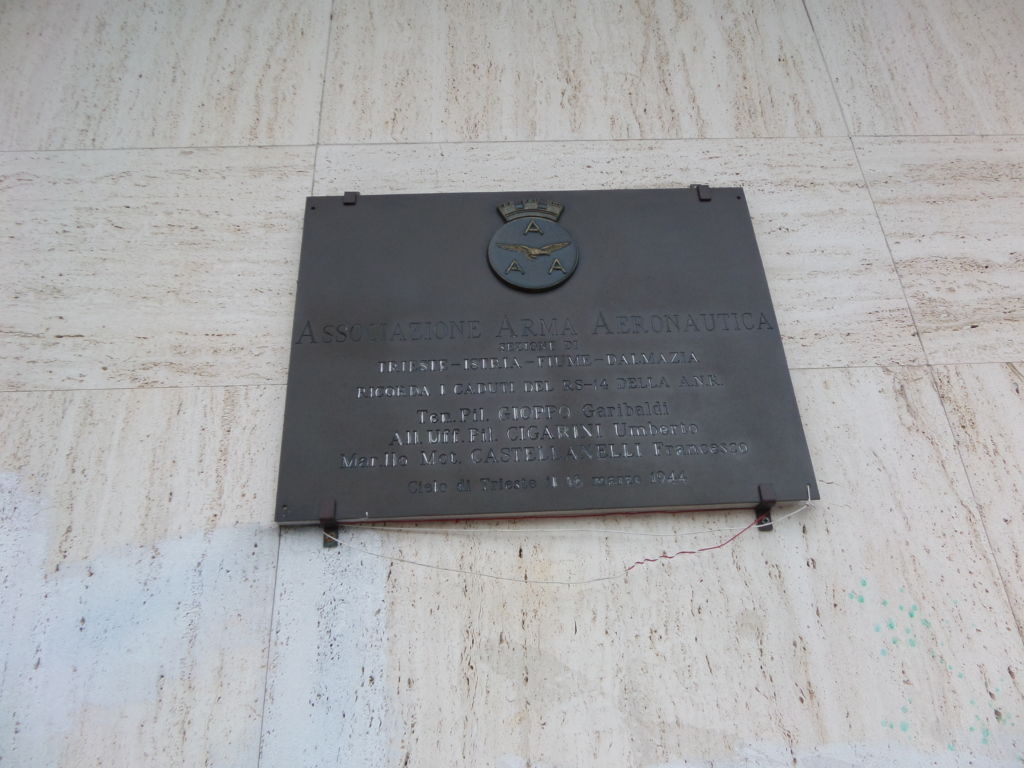 A
A A
ASSOCIAZIONE ARMA AERONAUTICA
SEZIONE DI
TRIESTE-ISTRIA-FIUME-DALMAZIA
RICORDA I CADUTI DEL RS-14 DELLA A.N.R.
Ten. Pil. GIOPPO Garibaldi
All. Uff. Pil. CIGARINI Umberto
Mar.llo Mot. CASTELLANELLI Francesco
Cielo di Trieste il marzo 1944